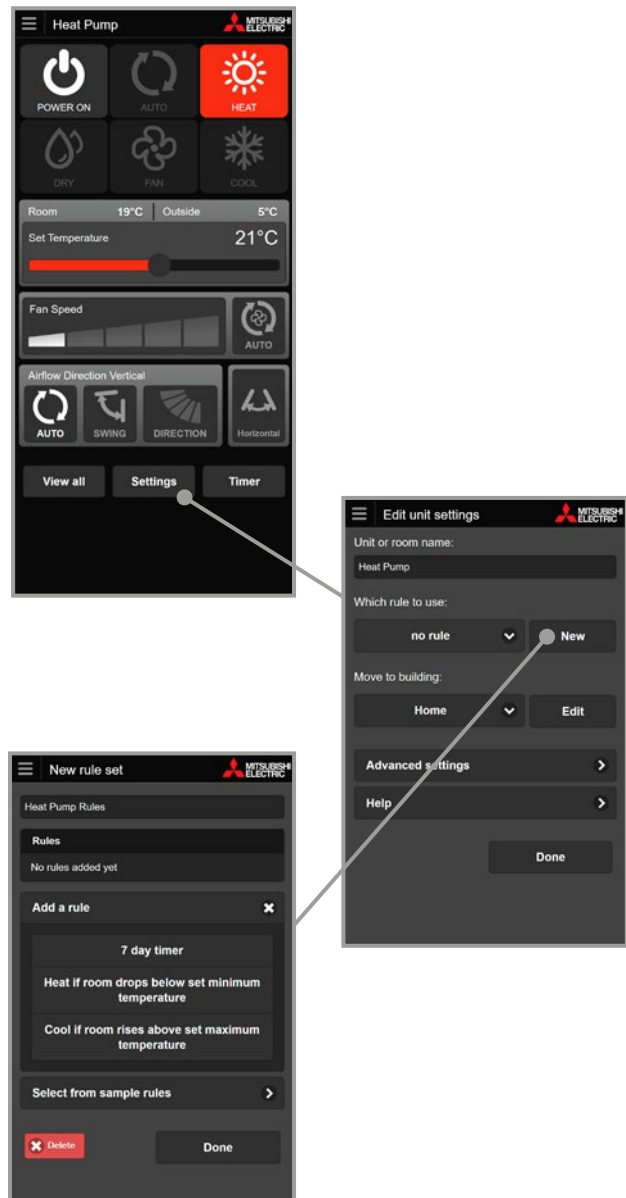 Heat Pump
MITSUBISHI
ELECTRIC
POWER ON
AUTO
HEAT
DRY
FAN
COOL
Room 19°C Outside 5°C
Set Temperature 21°C
Fan Speed
AUTO
Airflow Direction Vertical
AUTO
SWING
DIRECTION
Horizontal
View all
Settings
Timer
Edit unit settings
MITSUBISHI
ELECTRIC
Unit or room name:
Heat Pump
Which rule to use:
no rule
New
Move to building:
Home
Edit
Advanced settings
Help
Done
New rule set
MITSUBISHI
ELECTRIC
Heat Pump Rules
Rules
No rules added yet
Add a rule
7 day timer
Heat if room drops below set minimum
temperature
Cool if room rises above set maximum
temperature
Select from sample rules
Delete
Done